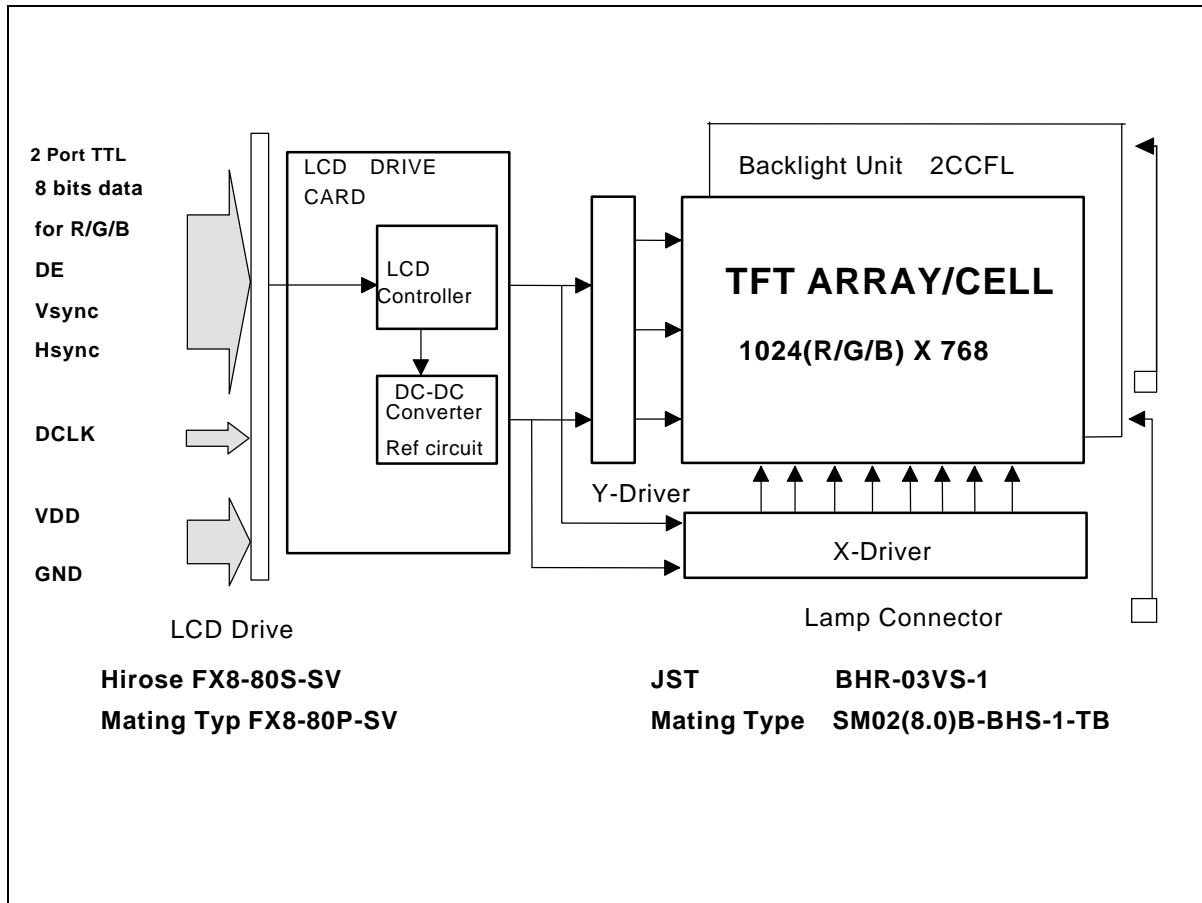 2 Port TTL
8 bits data
for R/G/B
DE
Vsync
Hsync
DCLK
VDD
GND
LCD DRIVE
CARD
LCD
Controller
DC-DC
Converter
Ref circuit
Backlight Unit 2CCFL
TFT ARRAY/CELL
1024(R/G/B) X 768
Y-Driver
X-Driver
LCD Drive
Lamp Connector
Hirose FX8-80S-SV
Mating Typ FX8-80P-SV
JST BHR-03VS-1
Mating Type SM02(8.0)B-BHS-1-TB